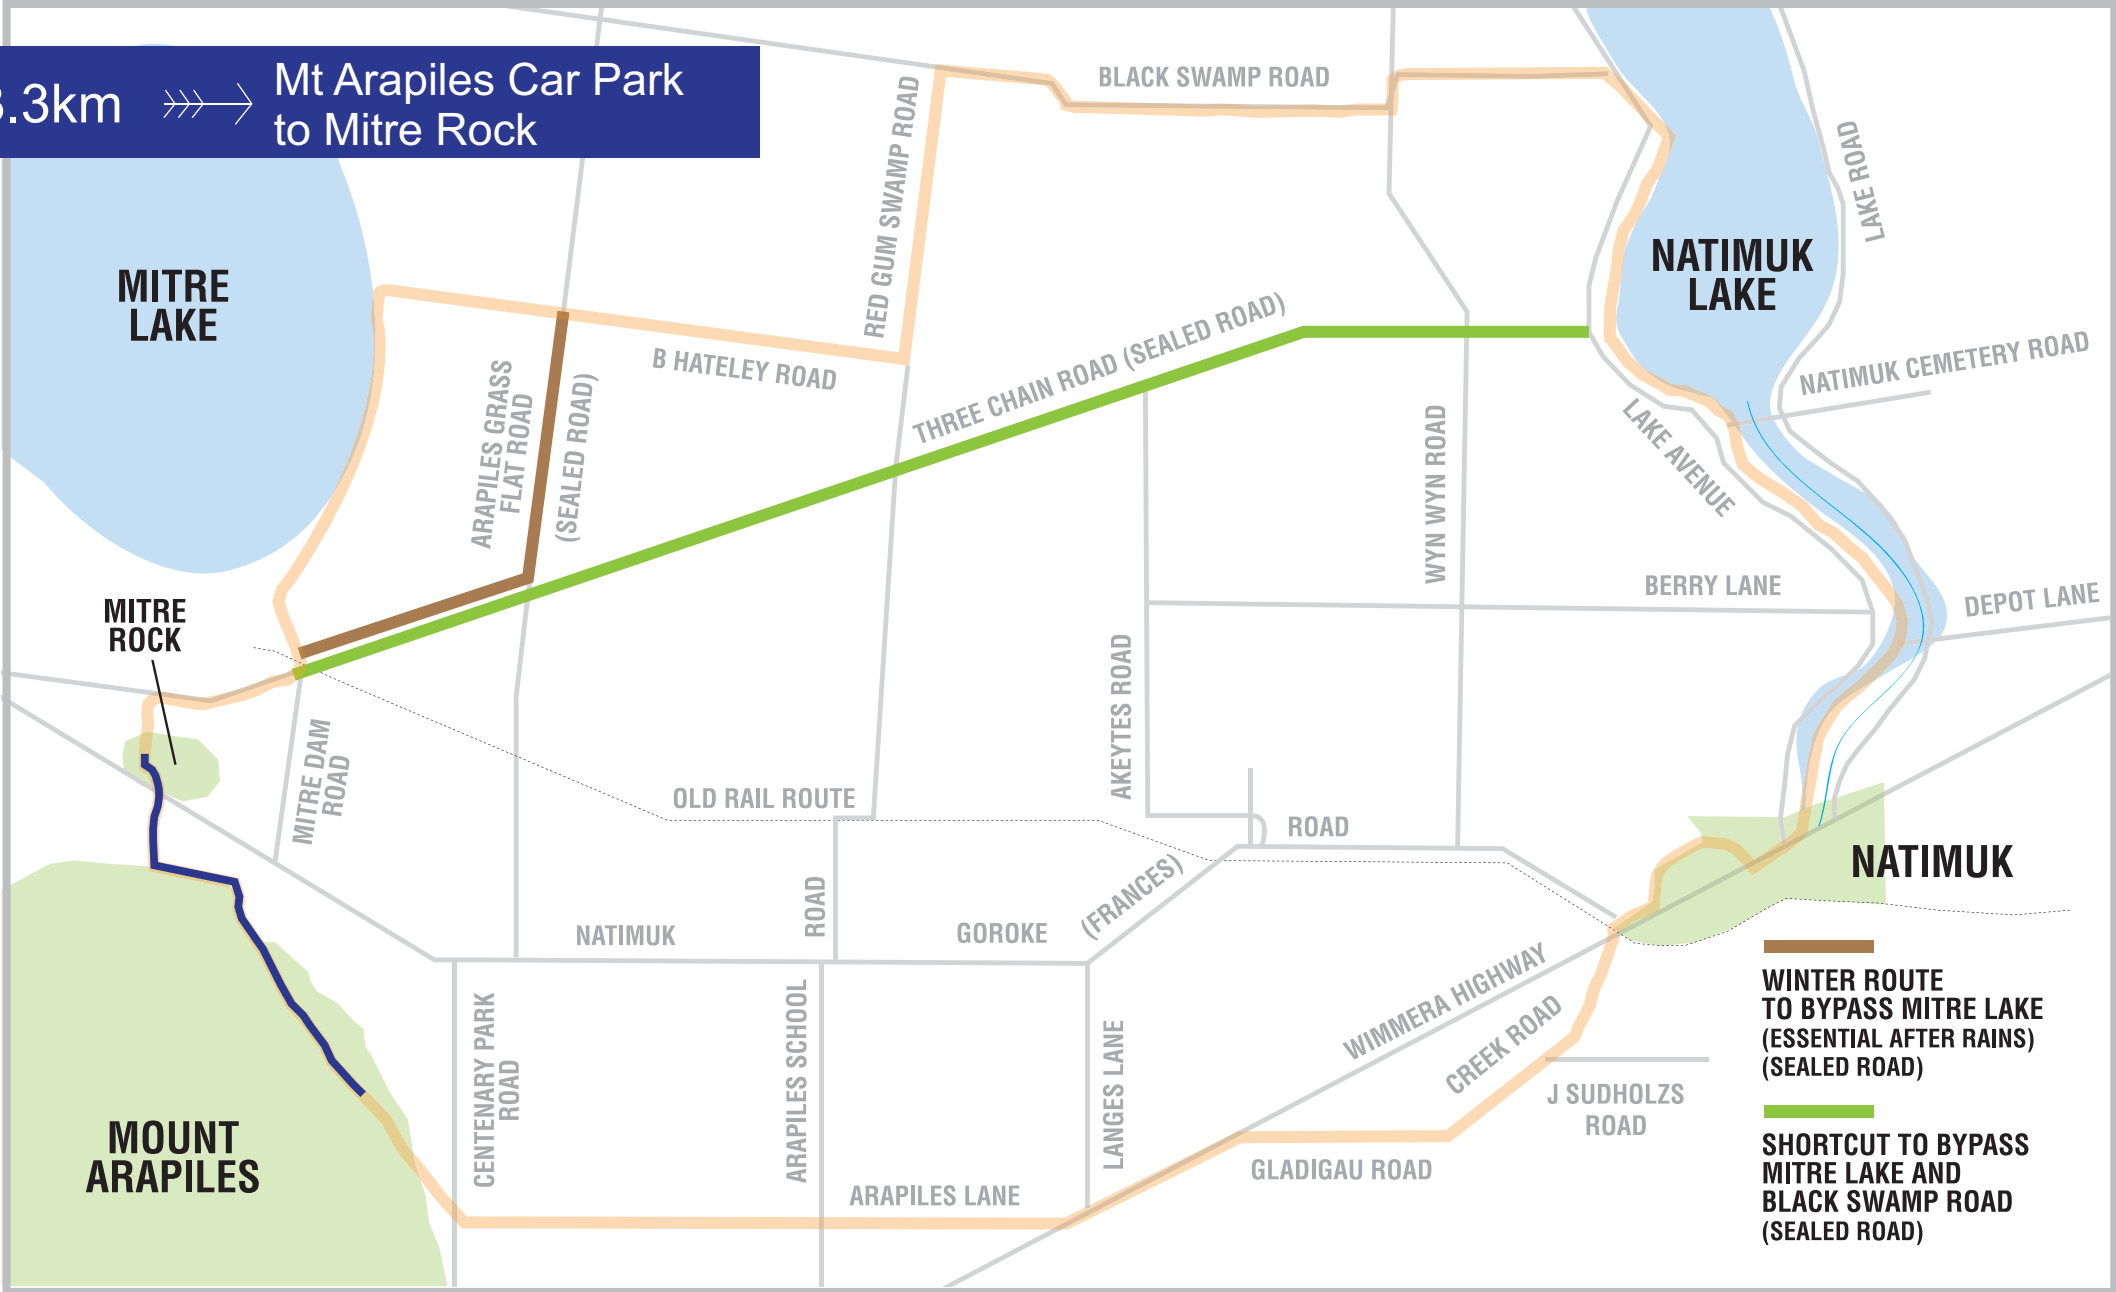 .3km
Mt Arapiles Car Park
to Mitre Rock
BLACK SWAMP ROAD
RED GUM SWAMP ROAD
LAKE ROAD
MITRE
LAKE
NATIMUK
LAKE
B HATELEY ROAD
THREE CHAIN ROAD (SEALED ROAD)
NATIMUK CEMETERY ROAD
ARAPILES GRASS
FLAT ROAD
(SEALED ROAD)
WYN WYN ROAD
LAKE AVENUE
MITRE
ROCK
BERRY LANE
DEPOT LANE
AKEYTES ROAD
MITRE DAM
ROAD
OLD RAIL ROUTE
ROAD
NATIMUK
ROAD
NATIMUK
GOROKE
(FRANCES)
WIMMERA HIGHWAY
CREEK ROAD
CENTENARY PARK
ROAD
ARAPILES SCHOOL
LANGES LANE
J SUDHOLZS
ROAD
MOUNT
ARAPILES
GLADIGAU ROAD
ARAPILES LANE
WINTER ROUTE
TO BYPASS MITRE LAKE
(ESSENTIAL AFTER RAINS)
(SEALED ROAD)
SHORTCUT TO BYPASS
MITRE LAKE AND
BLACK SWAMP ROAD
(SEALED ROAD)